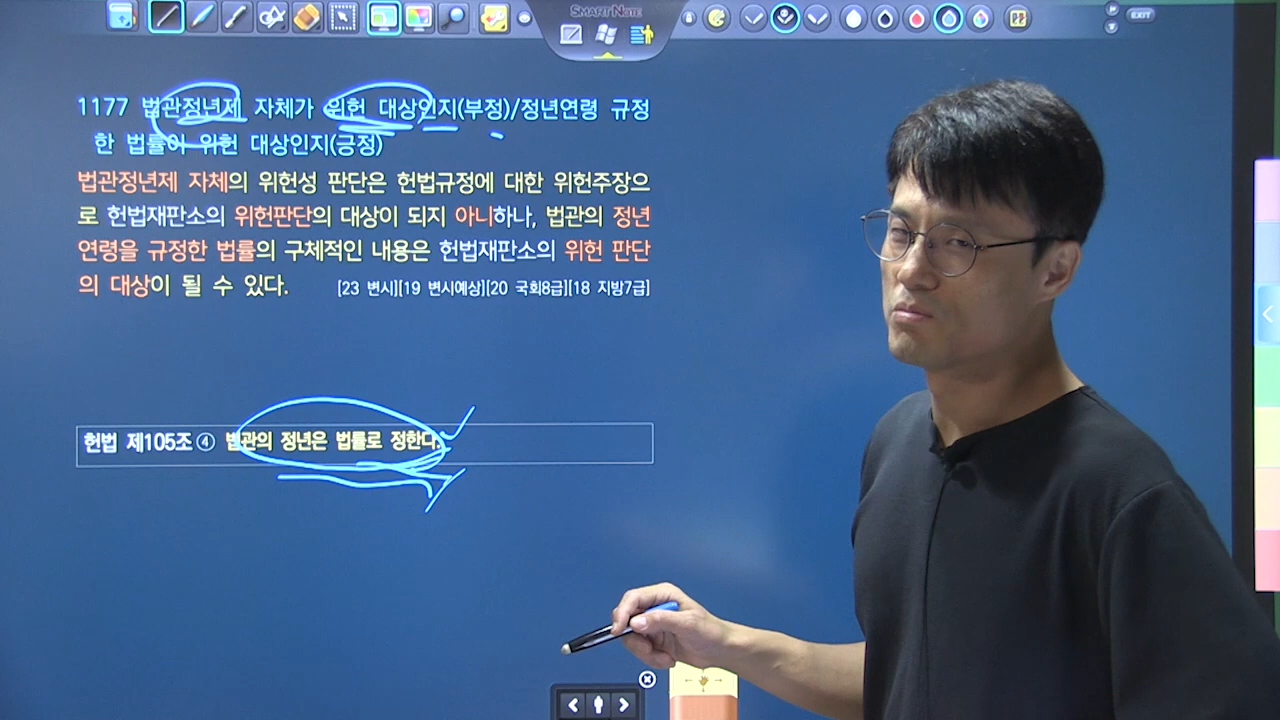 SMART NOTE
EXIT
1177 법관정년제 자체가 위헌 대상인지(부정)/정년연령 규정
한 법률이 위헌 대상인지(긍정)
법관정년제 자체의 위헌성 판단은 헌법규정에 대한 위헌주장으
로 헌법재판소의 위헌판단의 대상이 되지 아니하나, 법관의 정년
연령을 규정한 법률의 구체적인 내용은 헌법재판소의 위헌 판단
의 대상이 될 수 있다. [23 변시][19 변시예상][20 국회8급][18 지방7급]
헌법 제105조④ 법관의 정년은 법률로 정한다.